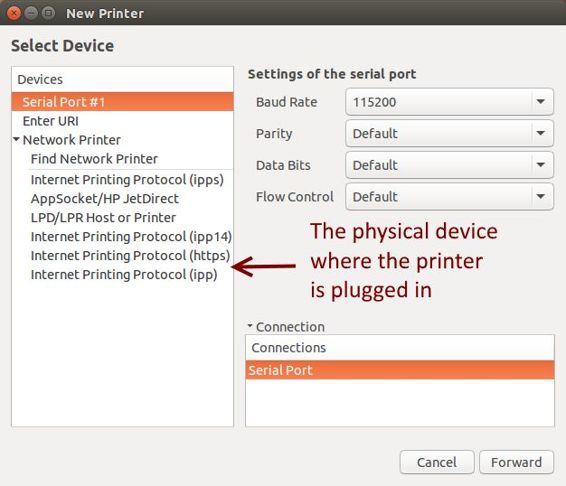 New Printer
Select Device
Devices
Serial Port #1
Enter URI
Network Printer
Find Network Printer
Internet Printing Protocol (ipps)
AppSocket/HP JetDirect
LPD/LPR Host or Printer
Internet Printing Protocol (ipp14)
Internet Printing Protocol (https)
Internet Printing Protocol (ipp)
Settings of the serial port
Baud Rate 115200
Parity Default
Data Bits Default
Flow Control Default
The physical device
where the printer
is plugged in
Connection
Connections
Serial Port
Cancel Forward